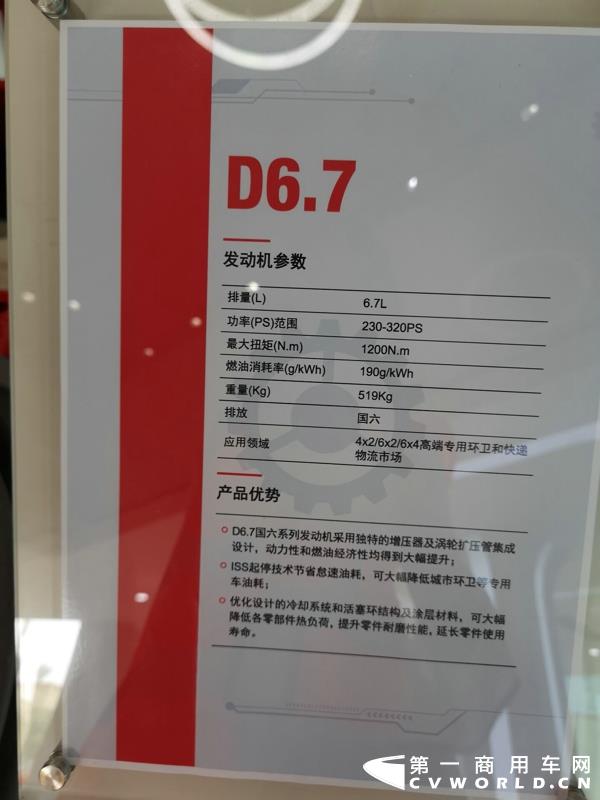 D6.7
发动机参数
排量(L) 6.7L
功率(PS)范围 230-320PS
最大扭矩(N.m) 1200N.m
燃油消耗率(g/kWh) 190g/kWh
重量(Kg) 519Kg
排放 国六
应用领域 4x2/6x2/6x4高端专用环卫和快递
物流市场
产品优势
D6.7国六系列发动机采用独特的增压器及涡轮扩压管集成
设计，动力性和燃油经济性均得到大幅提升；
ISS起停技术节省怠速油耗，可大幅降低城市环卫等专用
车油耗；
优化设计的冷却系统和活塞环结构及涂层材料，可大幅
降低各零部件热负荷，提升零件耐磨性能，延长零件使用
寿命。
第一商用车网
CVWORLD.CN